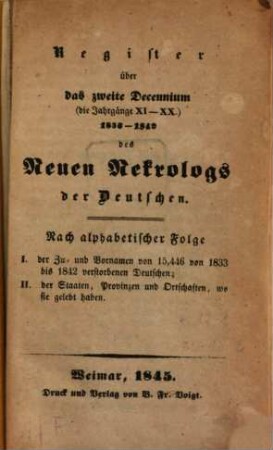 Register
über
das zweite Decennium
(die Jahrgänge XI—XX.)
1833—1842
des
Neuen Nekrologs
der Deutschen.
Nach alphabetischer Folge
I. der Zu- und Vornamen von 15,446 von 1833
bis 1842 verstorbenen Deutschen;
II. der Staaten, Provinzen und Ortschaften, wo
sie gelebt haben.
Weimar, 1845.
Druck und Verlag von B. Fr. Voigt.